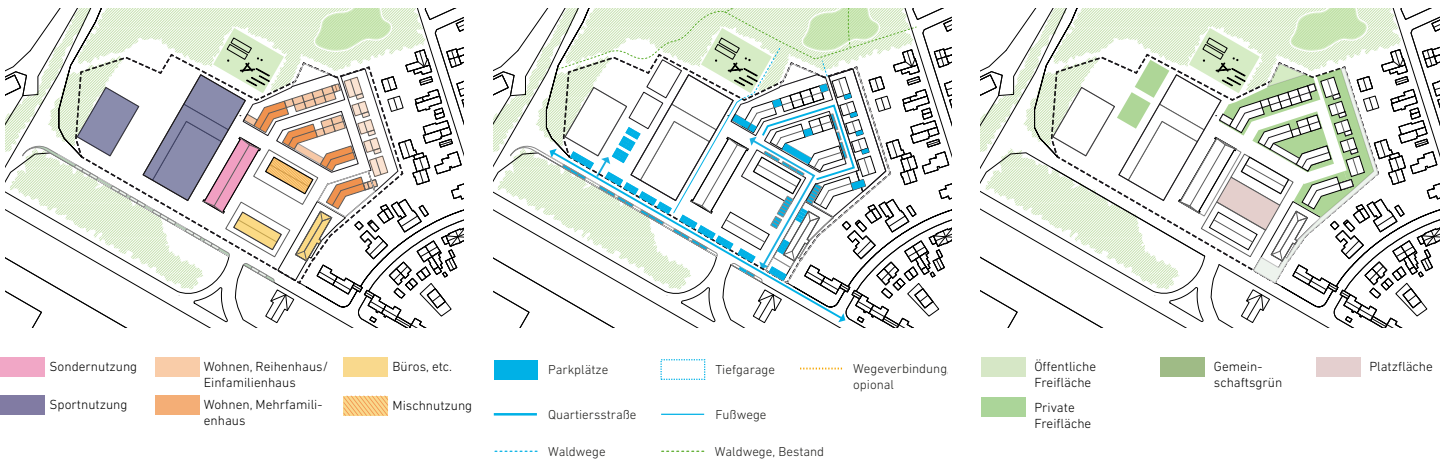 Sondernutzung
Sportnutzung
Wohnen, Reihenhaus/
Einfamilienhaus
Wohnen, Mehrfamili-
enhaus
Büros, etc.
Mischnutzung
Parkplätze
Quartiersstraße
Waldwege
Tiefgarage
Fußwege
Waldwege, Bestand
Wegeverbindung
opional
Öffentliche
Freifläche
Private
Freifläche
Gemein-
schaftsgrün
Platzfläche